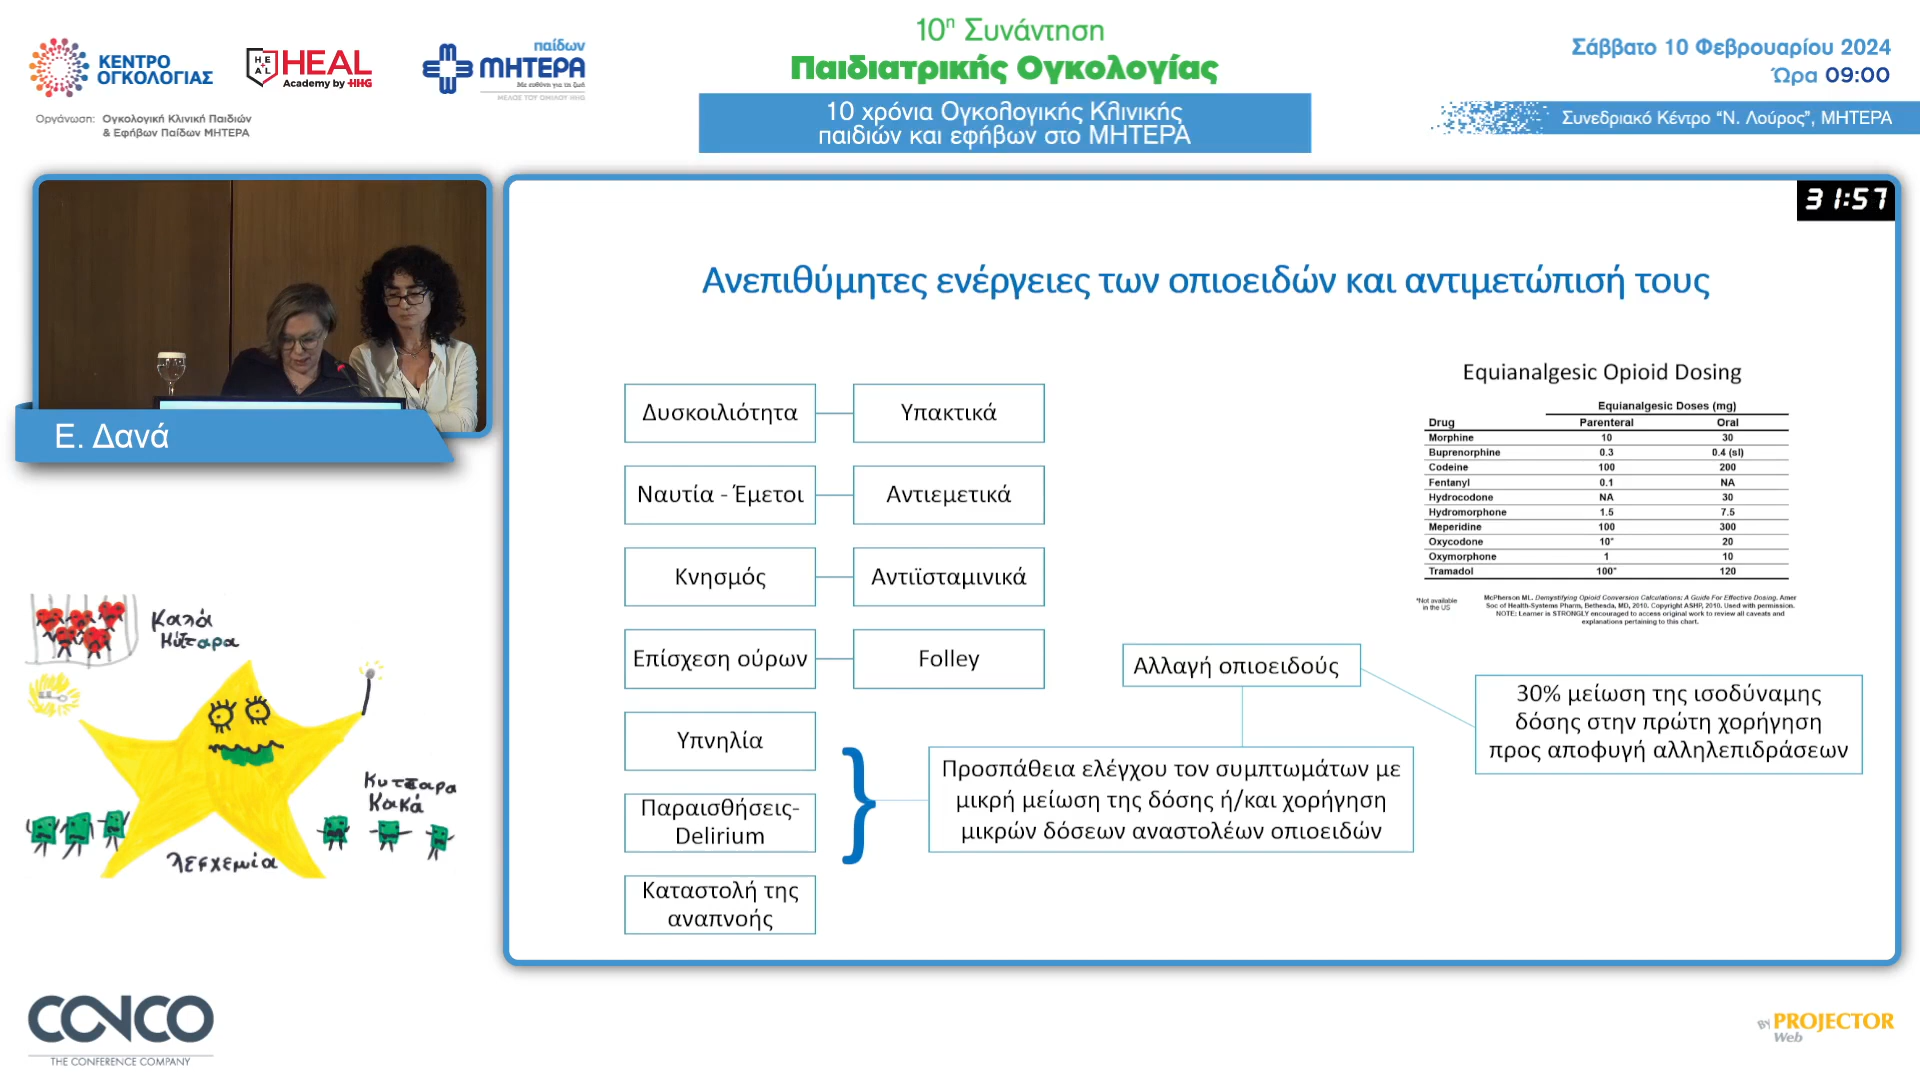 ΚΕΝΤΡΟ
ΟΓΚΟΛΟΓΙΑΣ
HEAL
HEAL
Academy by HHG
παίδων
ΜΗΤΕΡΑ
Με ευθύνη για τη ζωή
ΜΕΛΟΣ ΤΟΥ ΟΜΙΛΟΥ HHG
Οργάνωση: Ογκολογική Κλινική Παιδιών
& Εφήβων Παίδων ΜΗΤΕΡΑ
10η Συνάντηση
Παιδιατρικής Ογκολογίας
10 χρόνια Ογκολογικής Κλινικής
παιδιών και εφήβων στο ΜΗΤΕΡΑ
Σάββατο 10 Φεβρουαρίου 2024
Ώρα 09:00
Συνεδριακό Κέντρο “Ν. Λούρος”, ΜΗΤΕΡΑ
31:57
Ε. Δανά
Ανεπιθύμητες ενέργειες των οπιοειδών και αντιμετώπισή τους
Δυσκοιλιότητα
Υπακτικά
Ναυτία - Έμετοι
Αντιεμετικά
Κνησμός
Αντιϊσταμινικά
Επίσχεση ούρων
Folley
Υπνηλία
Παραισθήσεις-
Delirium
Καταστολή της
αναπνοής
Προσπάθεια ελέγχου τον συμπτωμάτων με
μικρή μείωση της δόσης ή/και χορήγηση
μικρών δόσεων αναστολέων οπιοειδών
Αλλαγή οπιοειδούς
30% μείωση της ισοδύναμης
δόσης στην πρώτη χορήγηση
προς αποφυγή αλληλεπιδράσεων
Equianalgesic Opioid Dosing
Equianalgesic Doses (mg)
Drug Parenteral Oral
Morphine 10 30
Buprenorphine 0.3 0.4 (sl)
Codeine 100 200
Fentanyl 0.1 NA
Hydrocodone NA 30
Hydromorphone 1.5 7.5
Meperidine 100 300
Oxycodone 10* 20
Oxymorphone 1 10
Tramadol 100* 120
*Not available
in the US
McPherson ML. Demystifying Opioid Conversion Calculations: A Guide For Effective Dosing. Amer
Soc of Health-Systems Pharm, Bethesda, MD, 2010. Copyright ASHP, 2010. Used with permission.
NOTE: Learner is STRONGLY encouraged to access original work to review all caveats and
explanations pertaining to this chart.
Καλά
Κύτταρα
Κυτταρα
Κακά
λεφχεμία
CONCO
THE CONFERENCE COMPANY
BY PROJECTOR
Web